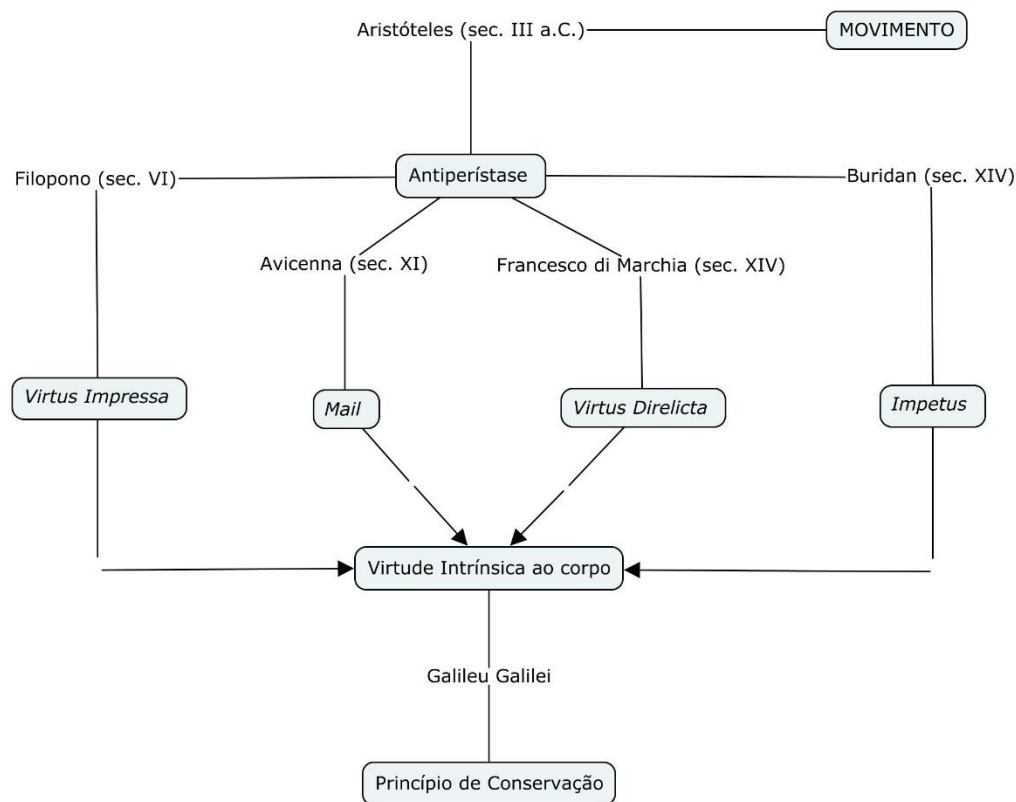 Aristóteles (sec. III a.C.)
MOVIMENTO
Filopono (sec. VI)
Antiperístase
Buridan (sec. XIV)
Avicenna (sec. XI)
Francesco di Marchia (sec. XIV)
Virtus Impressa
Mail
Virtus Direlicta
Impetus
Virtude Intrínsica ao corpo
Galileu Galilei
Princípio de Conservação